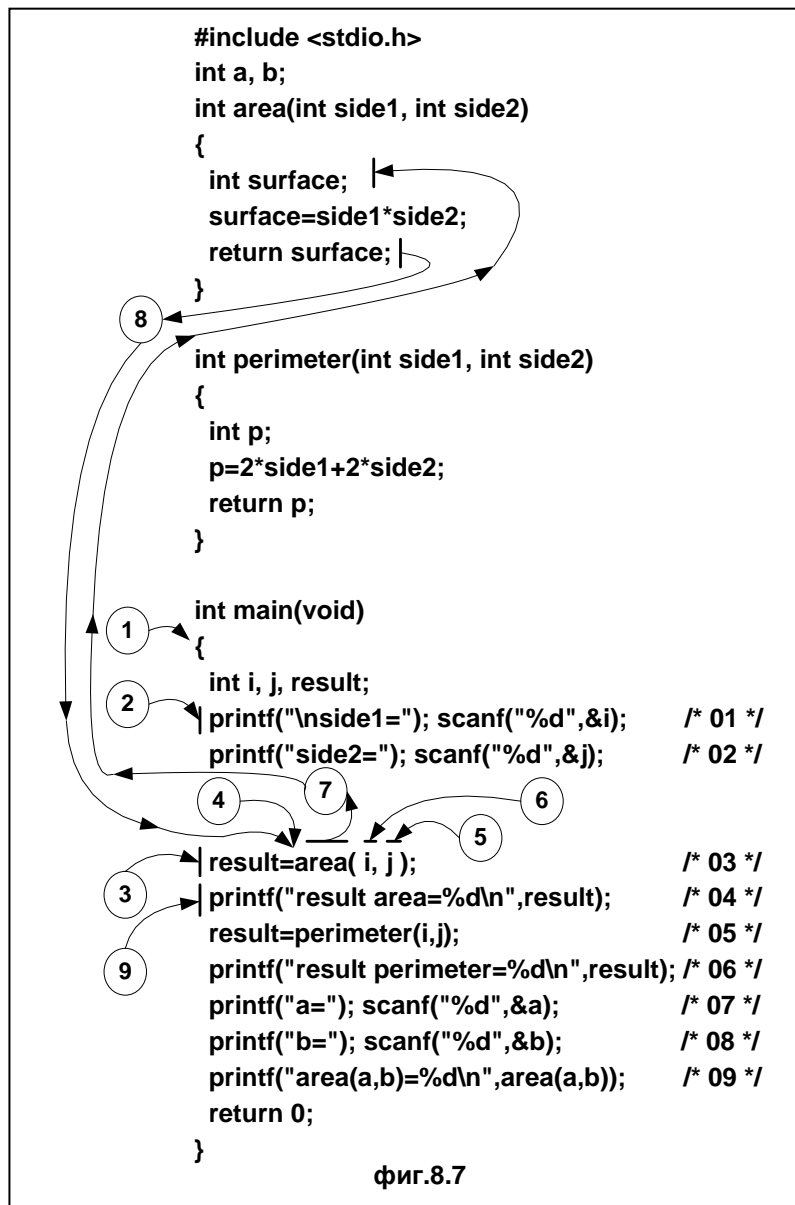 #include <stdio.h>
int a, b;
int area(int side1, int side2)
{
int surface;
surface=side1*side2;
return surface;
}
8
int perimeter(int side1, int side2)
{
int p;
p=2*side1+2*side2;
return p;
}
int main(void)
1
{
int i, j, result;
2
printf("\nside1="); scanf("%d",&i); /* 01 */
printf("side2="); scanf("%d",&j); /* 02 */
4 7 6
5
result=area( i, j ); /* 03 */
3
printf("result area=%d\n",result); /* 04 */
result=perimeter(i,j); /* 05 */
9
printf("result perimeter=%d\n",result); /* 06 */
printf("a="); scanf("%d",&a); /* 07 */
printf("b="); scanf("%d",&b); /* 08 */
printf("area(a,b)=%d\n",area(a,b)); /* 09 */
return 0;
}
фиг.8.7